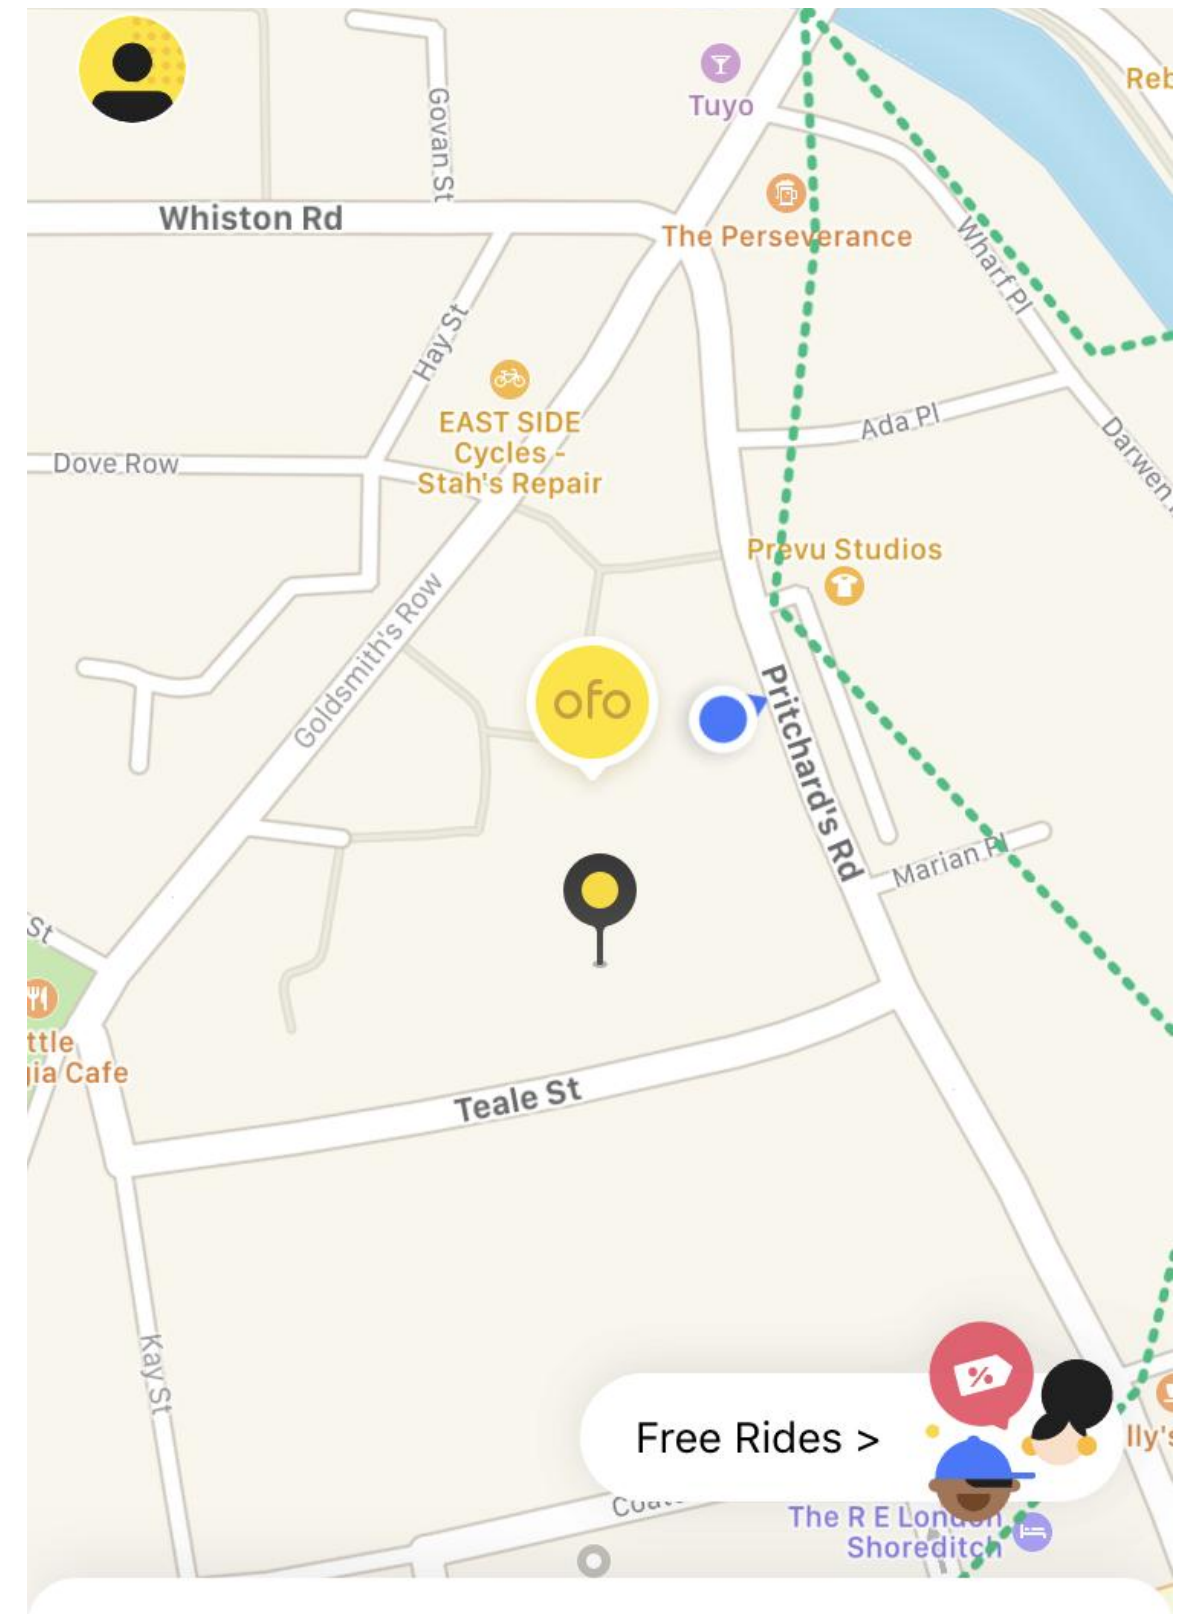 Reb
Govan St
Tuyo
Whiston Rd
The Perseverance
Wharf Pl
Hay St
EAST SIDE
Cycles -
Stah's Repair
Ada Pl
Dove Row
Darwen
Prevu Studios
Goldsmith's Row
ofo
Pritchard's Rd
Marian Pl
St
ttle
gia Cafe
Teale St
Kay St
Free Rides >
%
lly's
The R E London
Shoreditch